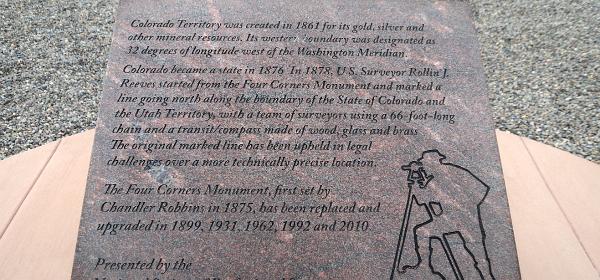 Colorado Territory was created in 1861 for its gold, silver and
other mineral resources. Its western boundary was designated as
32 degrees of longitude west of the Washington Meridian.
Colorado became a state in 1876 In 1878, U.S. Surveyor Rollin J.
Reeves started from the Four Corners Monument and marked a
line going north along the boundary of the State of Colorado and
the Utah Territory, with a team of surveyors using a 66-foot-long
chain and a transit/compass made of wood, glass and brass
The original marked line has been upheld in legal
challenges over a more technically precise location.
The Four Corners Monument, first set by
Chandler Robbins in 1875, has been replaced and
upgraded in 1899, 1931, 1962, 1992 and 2010
Presented by the